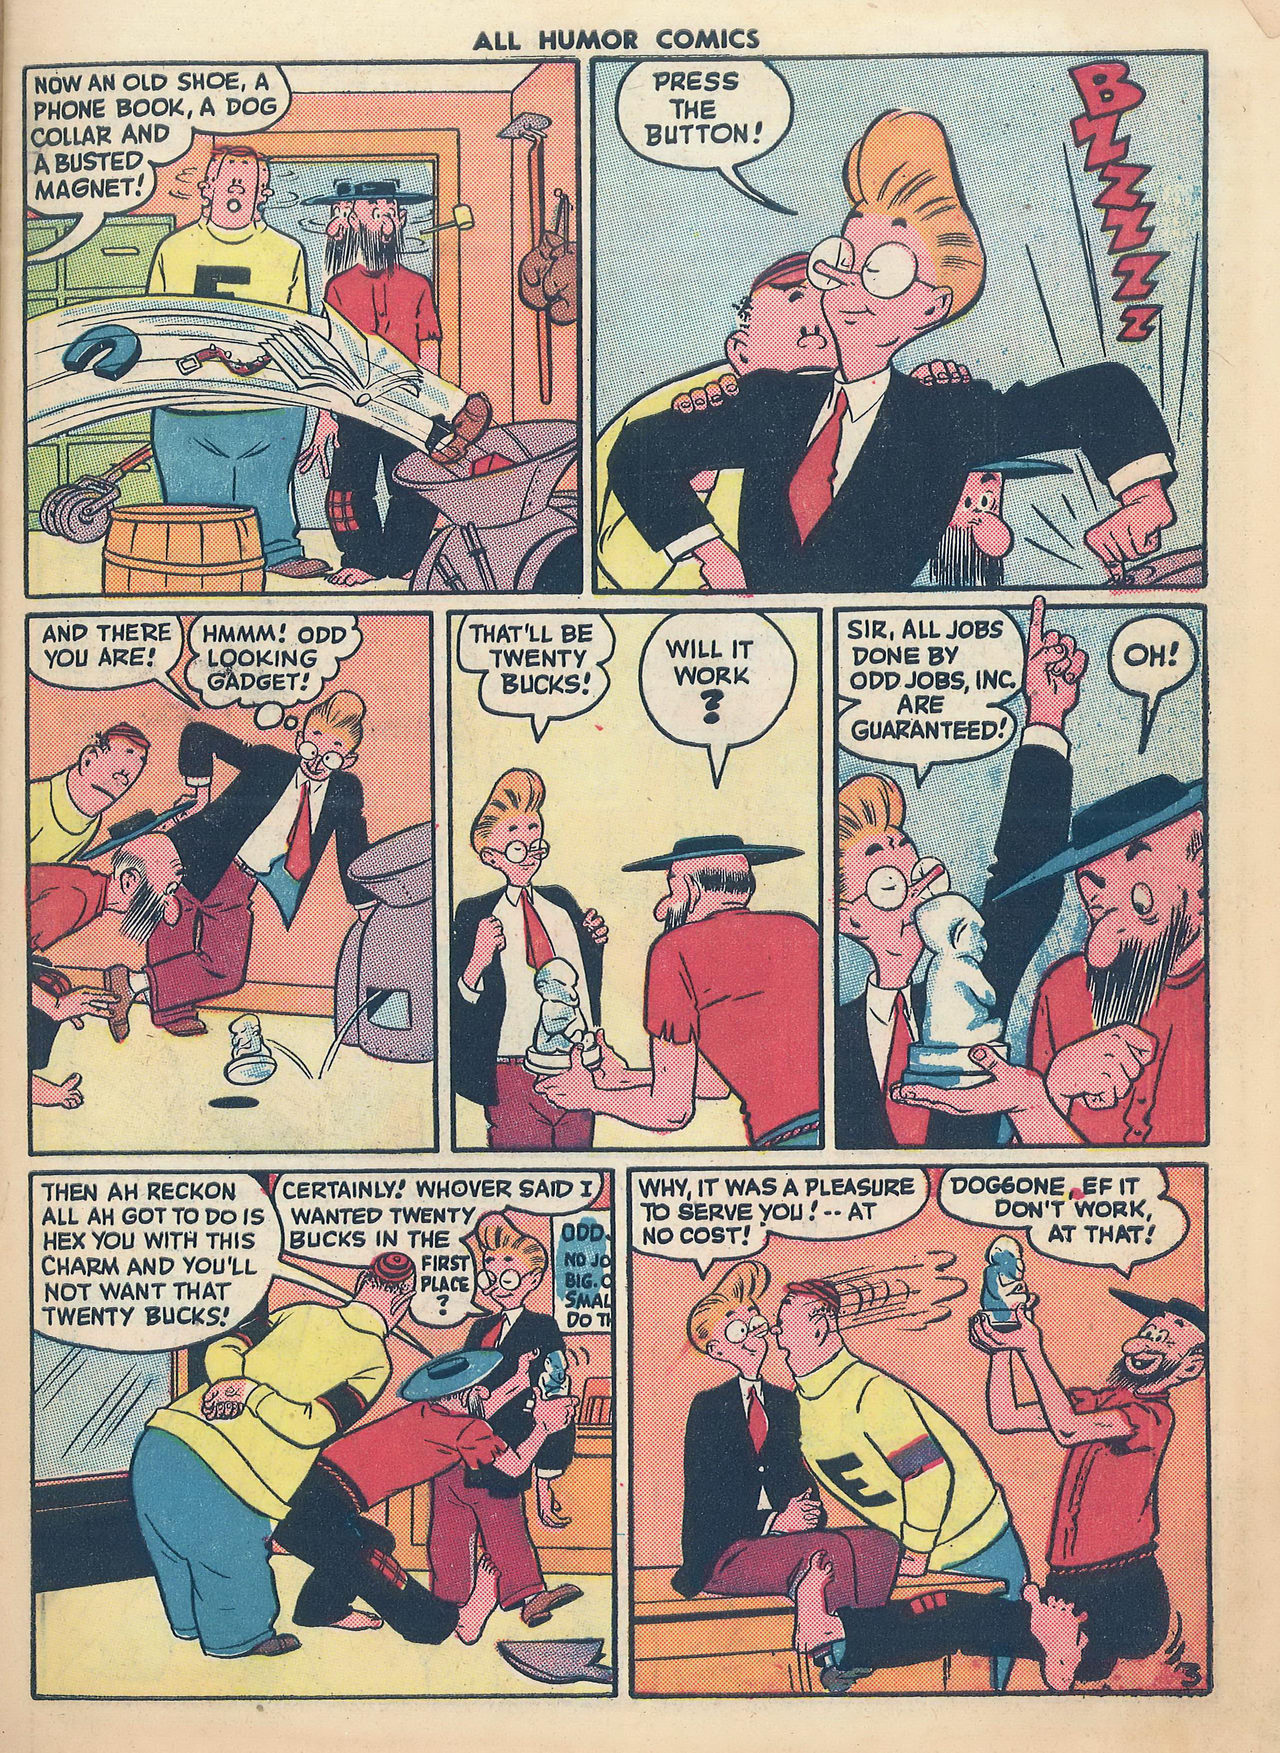 ALL HUMOR COMICS
NOW AN OLD SHOE, A
PHONE BOOK, A DOG
COLLAR AND
A BUSTED
MAGNET!
E
PRESS
THE
BUTTON!
BZZZZZZ
AND THERE
YOU ARE!
HMMM! ODD
LOOKING
GADGET!
THAT'LL BE
TWENTY
BUCKS!
WILL IT
WORK
?
SIR, ALL JOBS
DONE BY
ODD JOBS, INC.
ARE
GUARANTEED!
OH!
THEN AH RECKON
ALL AH GOT TO DO IS
HEX YOU WITH THIS
CHARM AND YOU'LL
NOT WANT THAT
TWENTY BUCKS!
CERTAINLY! WHOVER SAID I
WANTED TWENTY
BUCKS IN THE
FIRST
PLACE
?
ODD
NO JO
BIG. O
SMAL
DO TH
WHY, IT WAS A PLEASURE
TO SERVE YOU! -- AT
NO COST!
DOGGONE, EF IT
DON'T WORK,
AT THAT!
E
3